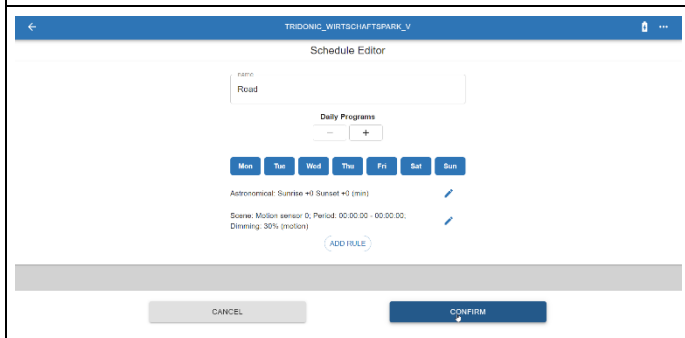 TRIDONIC_WIRTSCHAFTSPARK_V
Schedule Editor
name
Road
Daily Programs
Mon Tue Wed Thu Fri Sat Sun
Astronomical: Sunrise +0 Sunset +0 (min)
Scene: Motion sensor 0; Period: 00:00:00 - 00:00:00;
Dimming: 30% (motion)
ADD RULE
CANCEL CONFIRM